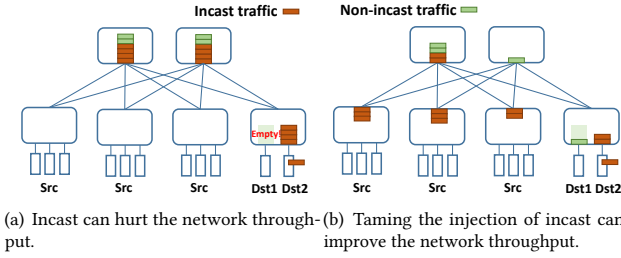 Incast traffic Non-incast traffic
Empty!
Src Src Src Dst1 Dst2 Src Src Src Dst1 Dst2
(a) Incast can hurt the network through-
put.
(b) Taming the injection of incast can
improve the network throughput.